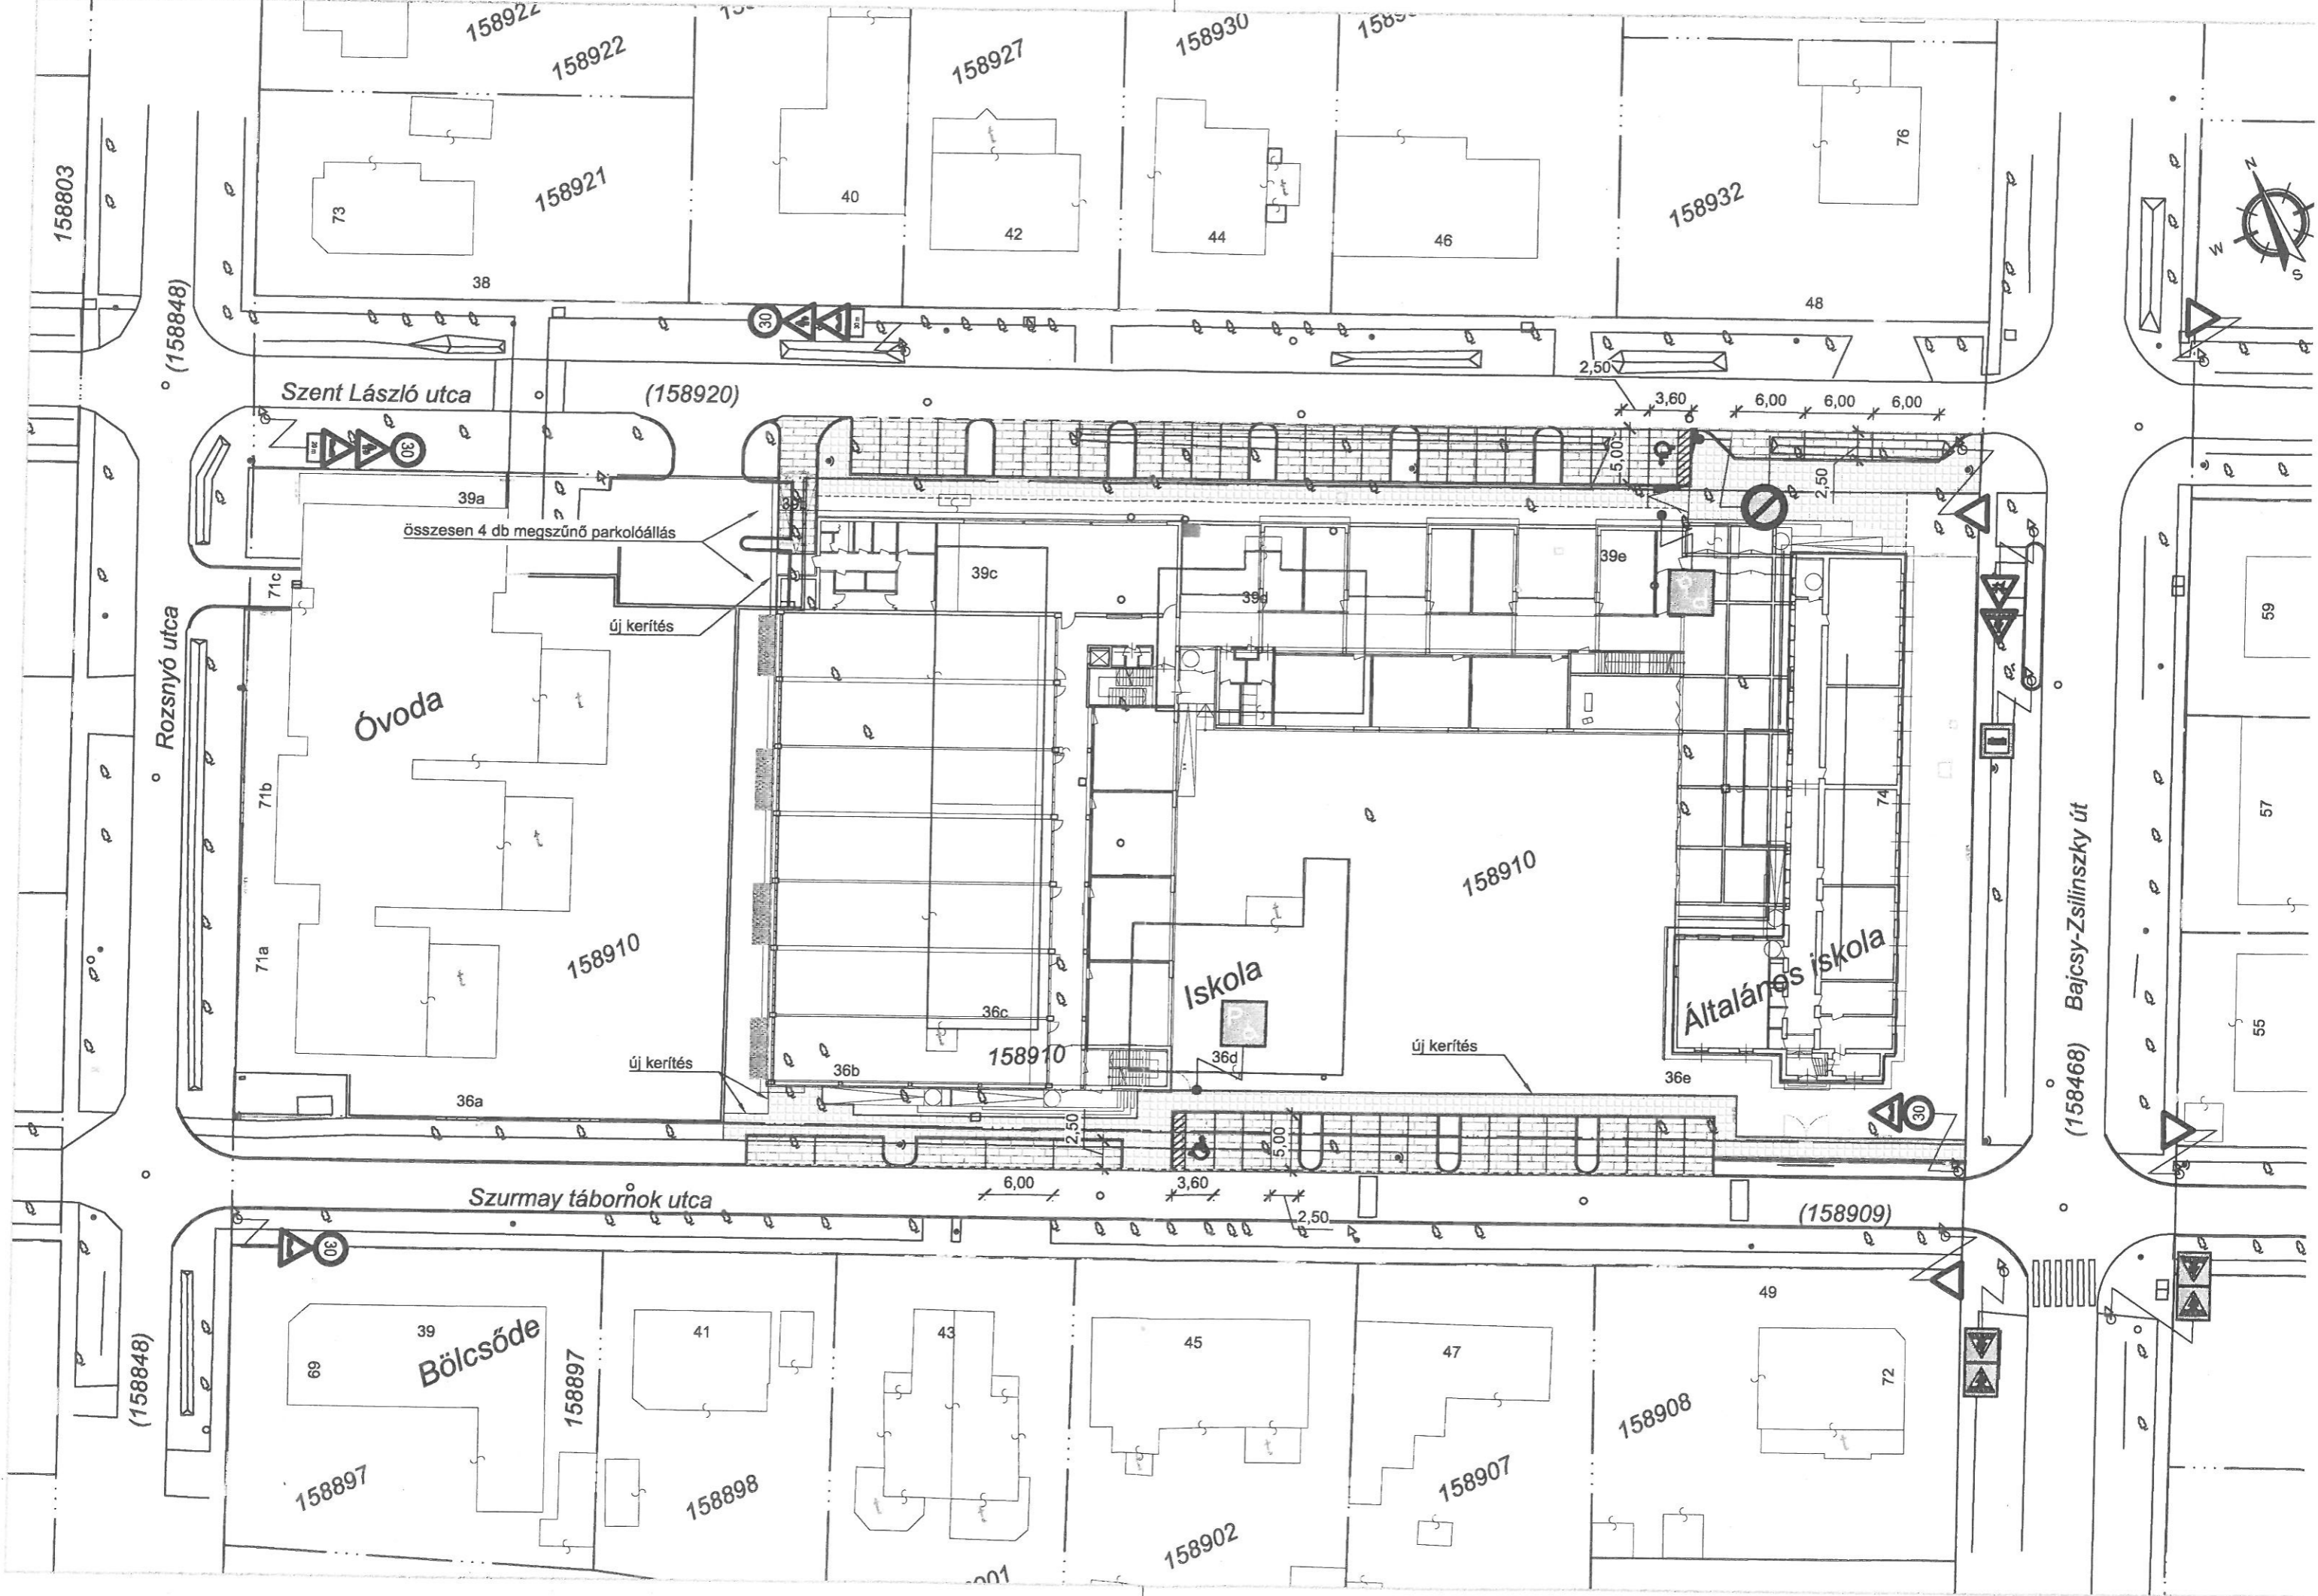 158922
158922
158927
158930
158803
158921
158932
73
40
42
44
46
76
38
48
N
W
S
(158848)
30
Szent László utca
(158920)
2,50
3,60
6,00
6,00
6,00
5,00
2,50
30
39a
összesen 4 db megszűnő parkolóállás
39c
39d
39e
71c
új kerítés
Rozsnyó utca
Óvoda
59
71b
74
57
Bajcsy-Zsilinszky út
(158468)
158910
158910
71a
Iskola
Általános iskola
55
36c
158910
36d
új kerítés
új kerítés
36b
36e
36a
30
2,50
5,00
6,00
3,60
2,50
Szurmay tábornok utca
(158909)
30
49
39
Bölcsőde
69
41
43
45
47
72
158897
(158848)
158897
158898
158902
158907
158908